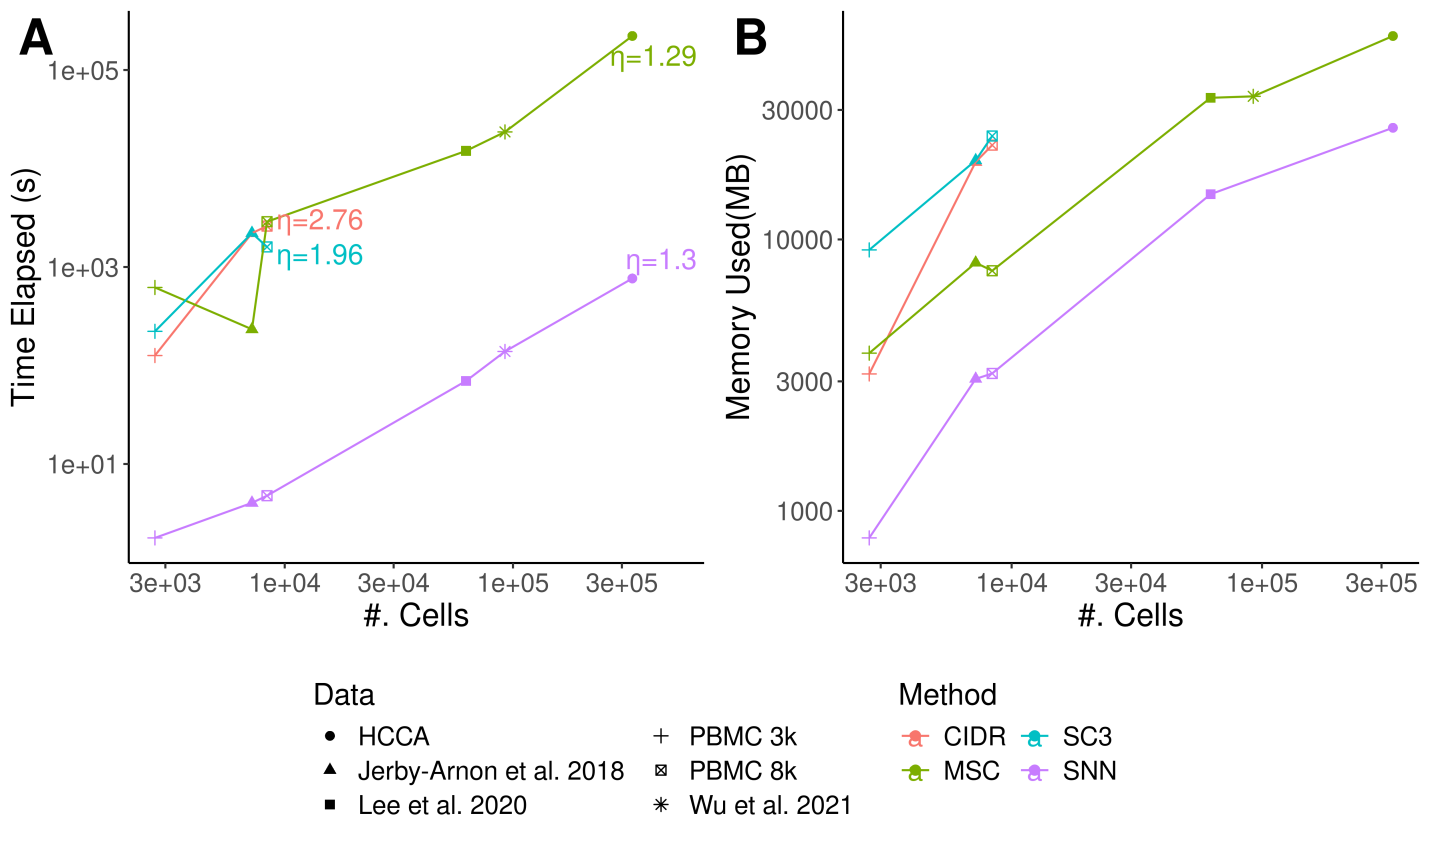 A
Time Elapsed (s)
1e+05
1e+03
1e+01
η=1.29
η=2.76
η=1.96
η=1.3
3e+03 1e+04 3e+04 1e+05 3e+05
#. Cells
B
Memory Used(MB)
30000
10000
3000
1000
3e+03 1e+04 3e+04 1e+05 3e+05
#. Cells
Data
HCCA
Jerby-Arnon et al. 2018
Lee et al. 2020
PBMC 3k
PBMC 8k
Wu et al. 2021
Method
a CIDR
a MSC
a SC3
a SNN